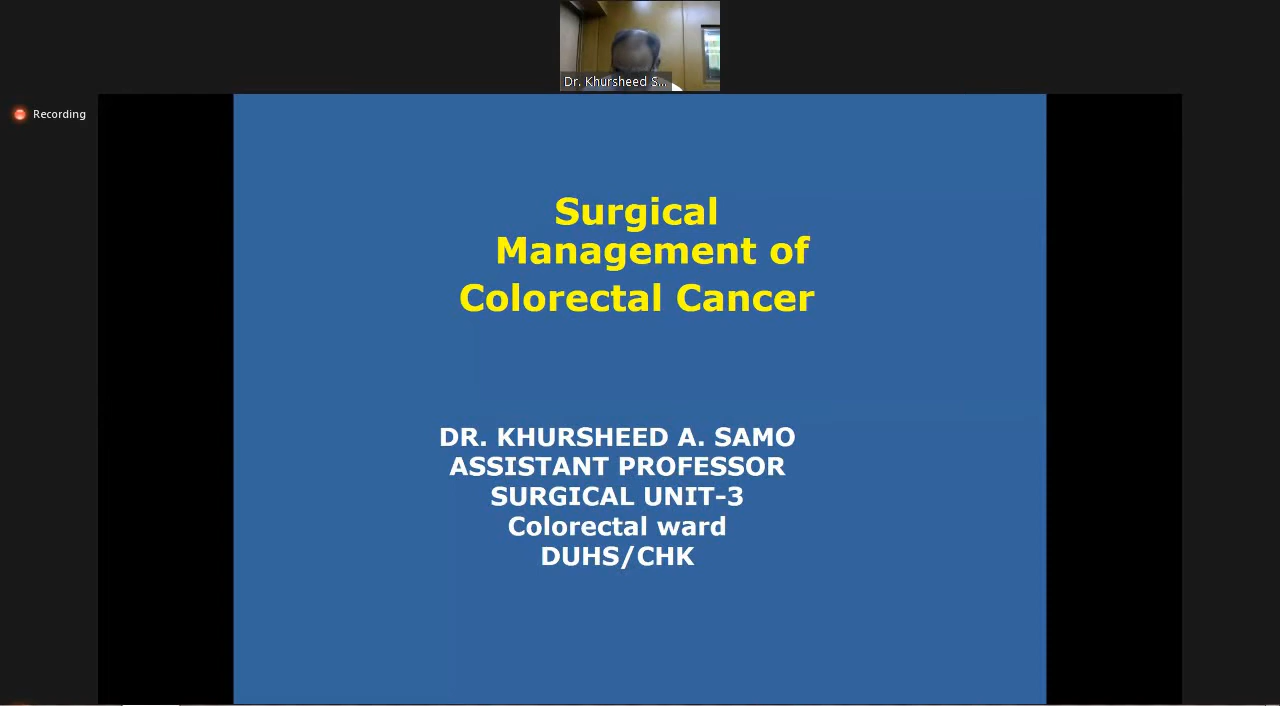 Dr. Khursheed S...
Recording
Surgical
Management of
Colorectal Cancer
DR. KHURSHEED A. SAMO
ASSISTANT PROFESSOR
SURGICAL UNIT-3
Colorectal ward
DUHS/CHK